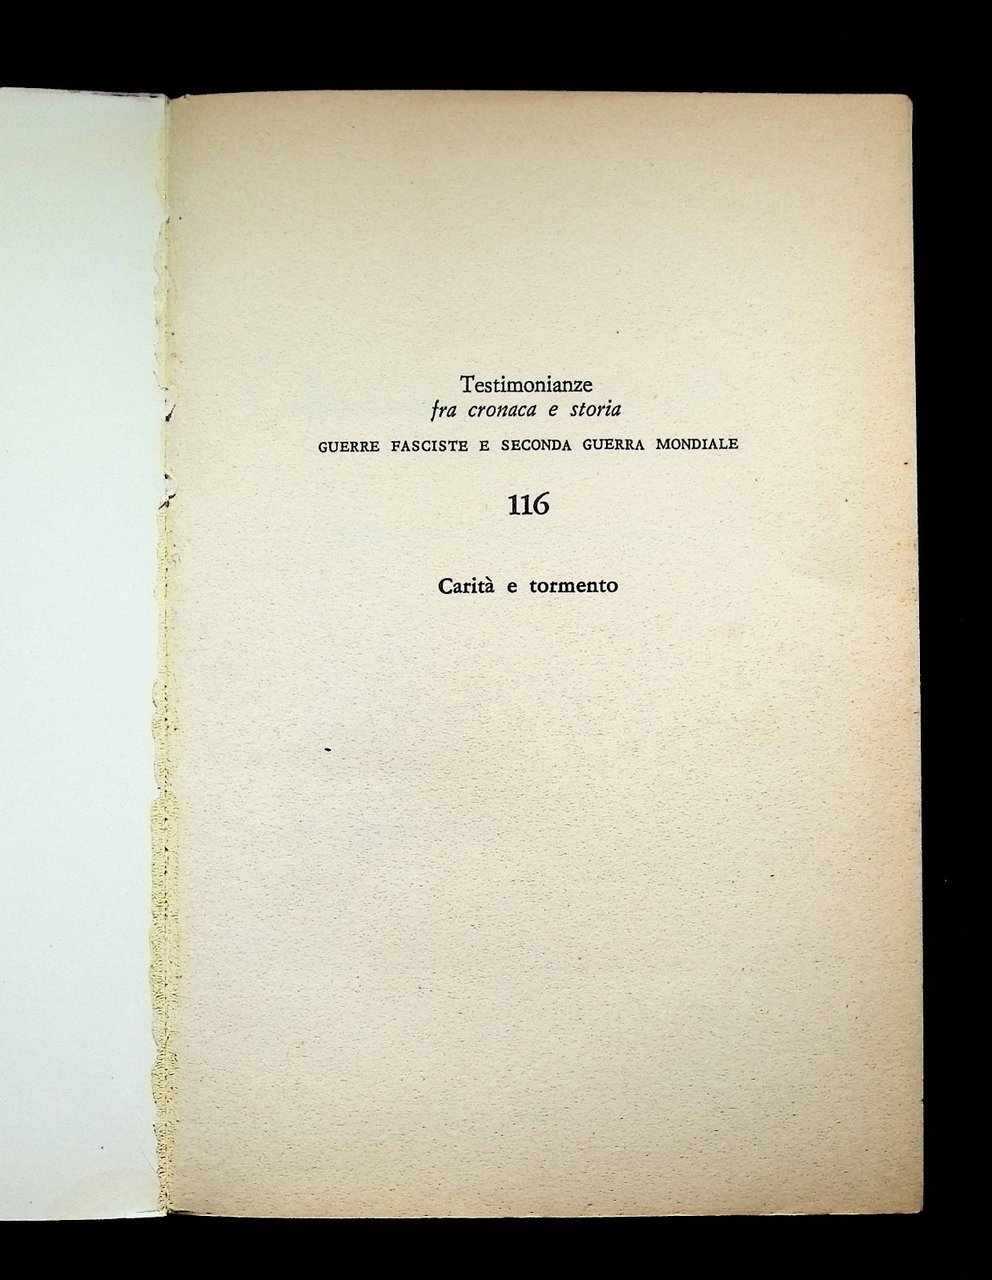 Testimonianze
fra cronaca e storia
GUERRE FASCISTE E SECONDA GUERRA MONDIALE
116
Carità e tormento